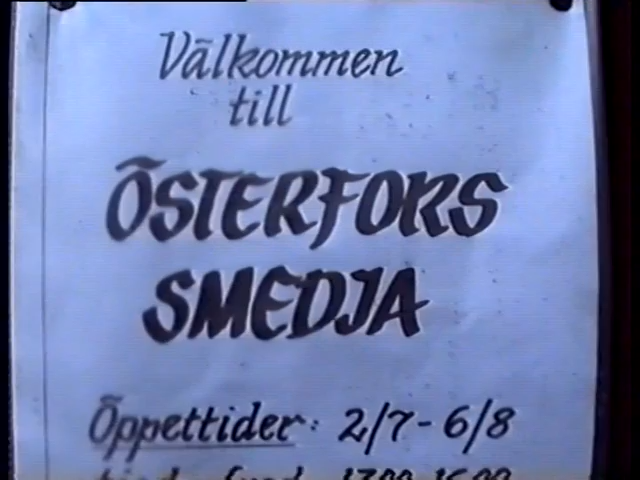 Välkommen
till
ÖSTERFORS
SMEDJA
Öppettider: 2/7-6/8